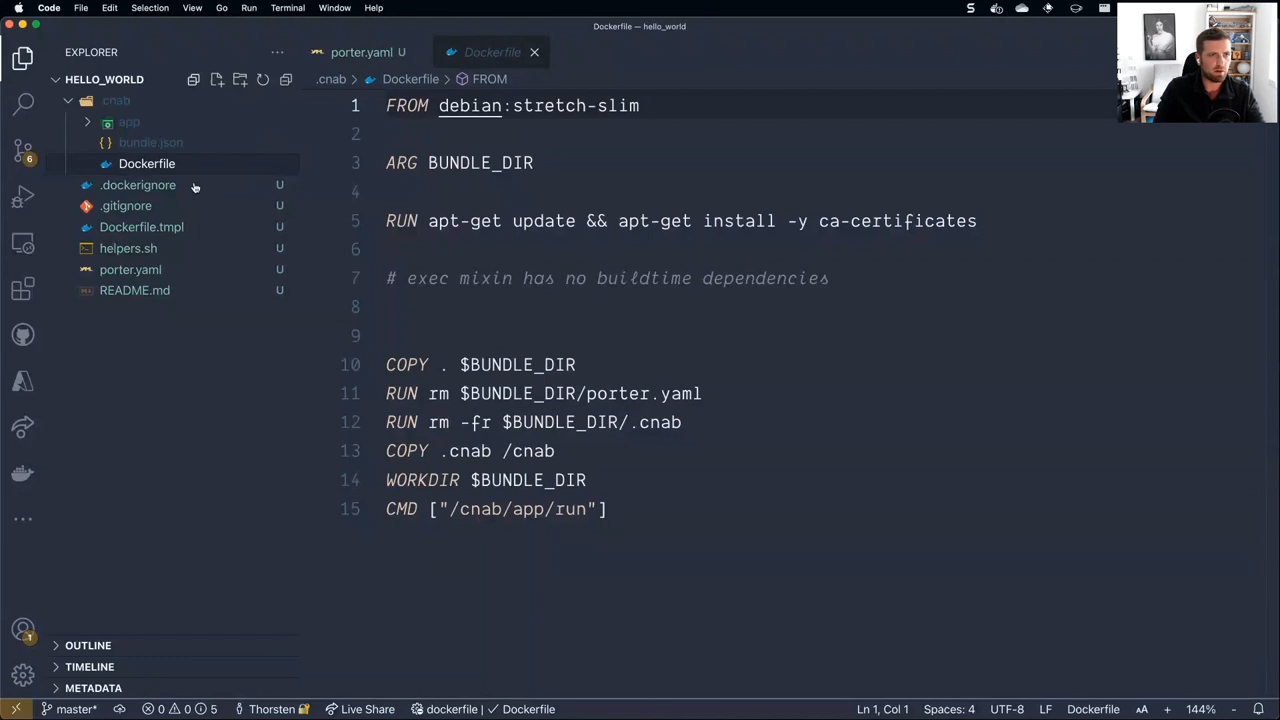 Code File Edit Selection View Go Run Terminal Window Help
Dockerfile — hello_world
EXPLORER
porter.yaml U
Dockerfile
HELLO_WORLD
.cnab > Dockerfile > FROM
.cnab
app
bundle.json
Dockerfile
.dockerignore U
.gitignore U
Dockerfile.tmpl U
helpers.sh U
porter.yaml U
README.md U
1 FROM debian:stretch-slim
2
3 ARG BUNDLE_DIR
4
5 RUN apt-get update && apt-get install -y ca-certificates
6
7 # exec mixin has no buildtime dependencies
8
9
10 COPY . $BUNDLE_DIR
11 RUN rm $BUNDLE_DIR/porter.yaml
12 RUN rm -fr $BUNDLE_DIR/.cnab
13 COPY .cnab /cnab
14 WORKDIR $BUNDLE_DIR
15 CMD ["/cnab/app/run"]
6
1
OUTLINE
TIMELINE
METADATA
master* 0 0 5 Thorsten Live Share dockerfile | Dockerfile Ln 1, Col 1 Spaces: 4 UTF-8 LF Dockerfile AA + 144% -